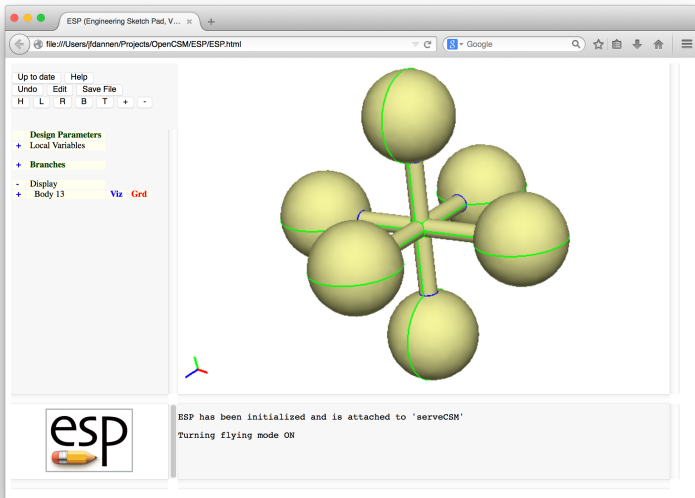 ESP (Engineering Sketch Pad, V... ×
file:///Users/jfdannen/Projects/OpenCSM/ESP/ESP.html
8 Google
Up to date Help
Undo Edit Save File
H L R B T + -
Design Parameters
+ Local Variables
+ Branches
- Display
+ Body 13 Viz Grd
esp
ESP has been initialized and is attached to 'serveCSM'
Turning flying mode ON